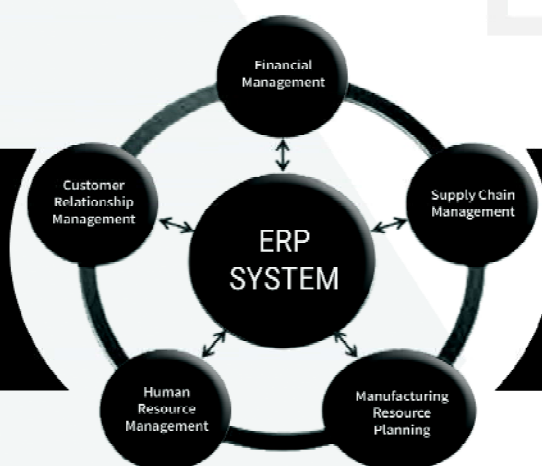 Financial
Management
Customer
Relationship
Management
Supply Chain
Management
ERP
SYSTEM
Human
Resource
Management
Manufacturing
Resource
Planning